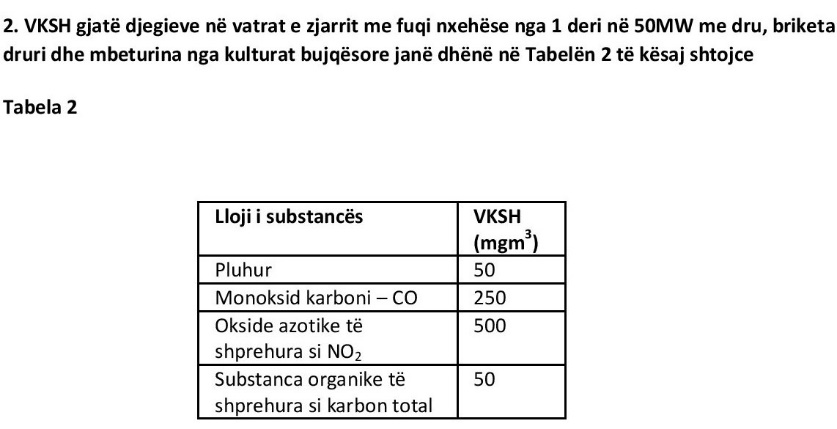 2. VKSH gjatë djegieve në vatrat e zjarrit me fuqi nxehëse nga 1 deri në 50MW me dru, briketa
druri dhe mbeturina nga kulturat bujqësore janë dhënë në Tabelën 2 të kësaj shtojce
Tabela 2
Lloji i substancës VKSH
(mgm³)
Pluhur 50
Monoksid karboni – CO 250
Okside azotike të 500
shprehura si NO₂
Substanca organike të 50
shprehura si karbon total